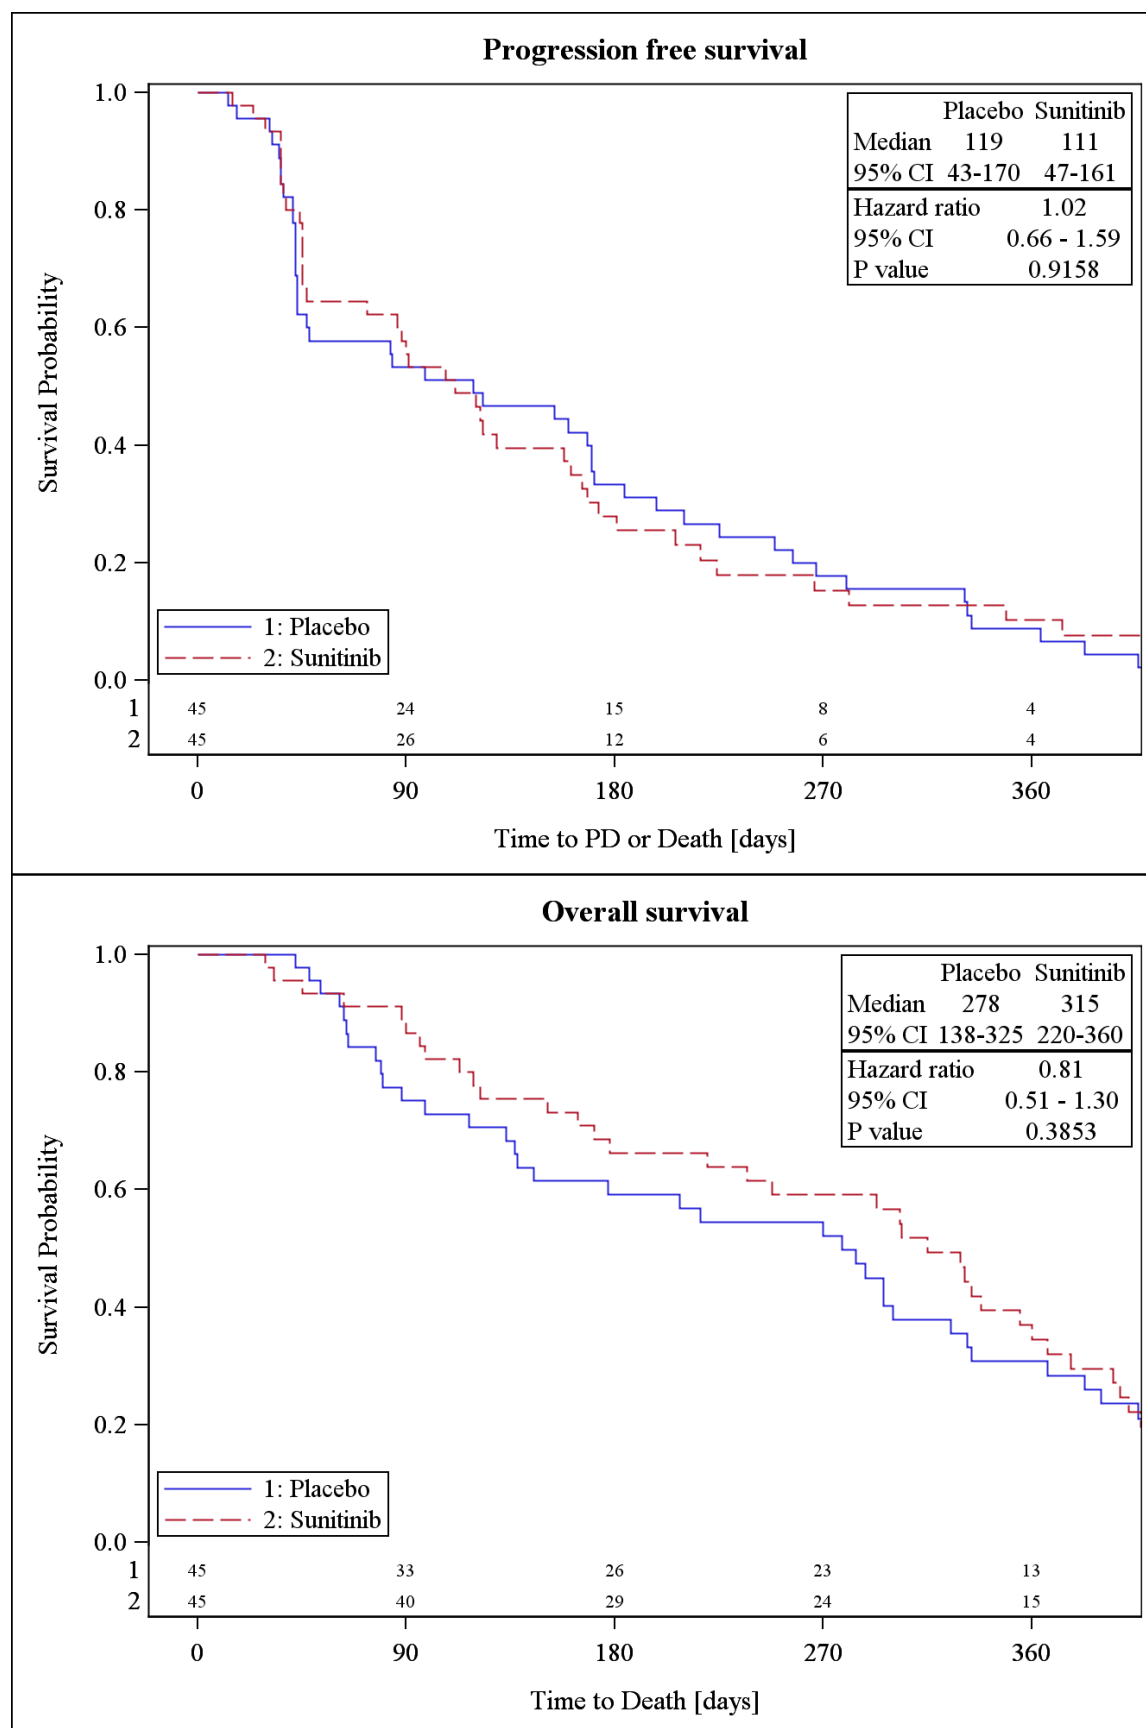 Progression free survival
Placebo Sunitinib
Median 119 111
95% CI 43-170 47-161
Hazard ratio 1.02
95% CI 0.66 - 1.59
P value 0.9158
Survival Probability
1.0
0.8
0.6
0.4
0.2
0.0
1: Placebo
2: Sunitinib
1 45 24 15 8 4
2 45 26 12 6 4
0 90 180 270 360
Time to PD or Death [days]
Overall survival
Placebo Sunitinib
Median 278 315
95% CI 138-325 220-360
Hazard ratio 0.81
95% CI 0.51 - 1.30
P value 0.3853
Survival Probability
1.0
0.8
0.6
0.4
0.2
0.0
1: Placebo
2: Sunitinib
1 45 33 26 23 13
2 45 40 29 24 15
0 90 180 270 360
Time to Death [days]